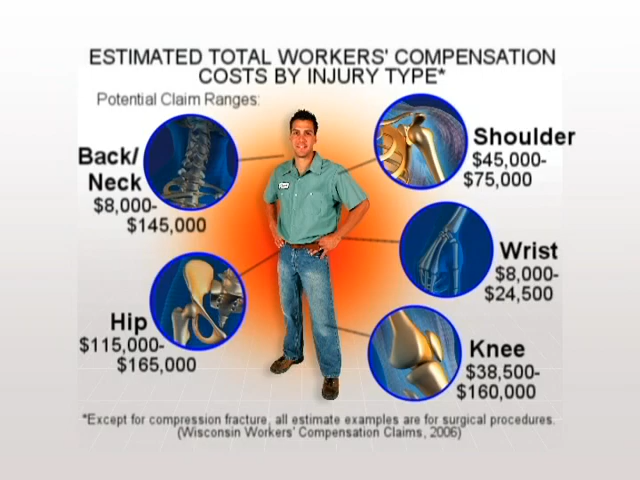 ESTIMATED TOTAL WORKERS' COMPENSATION
COSTS BY INJURY TYPE*
Potential Claim Ranges:
Back/
Neck
$8,000-
$145,000
Shoulder
$45,000-
$75,000
Wrist
$8,000-
$24,500
Hip
$115,000-
$165,000
Knee
$38,500-
$160,000
*Except for compression fracture, all estimate examples are for surgical procedures.
(Wisconsin Workers' Compensation Claims, 2006)